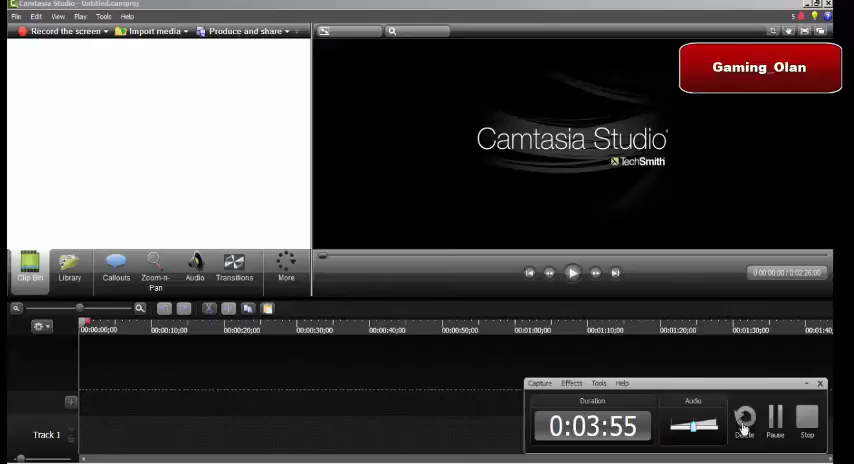 Camtasia Studio - Untitled.camproj
File Edit View Play Tools Help 5
Record the screen Import media Produce and share
Gaming_Olan
Camtasia Studio
TechSmith
Clip Bin Library Callouts Zoom-n-Pan Audio Transitions More
0:00:00;00 / 0:02:26;00
00:00:00;00 00:00:10;00 00:00:20;00 00:00:30;00 00:00:40;00 00:00:50;00 00:01:00;00 00:01:10;00 00:01:20;00 00:01:30;00 00:01:40;
Capture Effects Tools Help
Duration Audio
0:03:55
Delete Pause Stop
Track 1